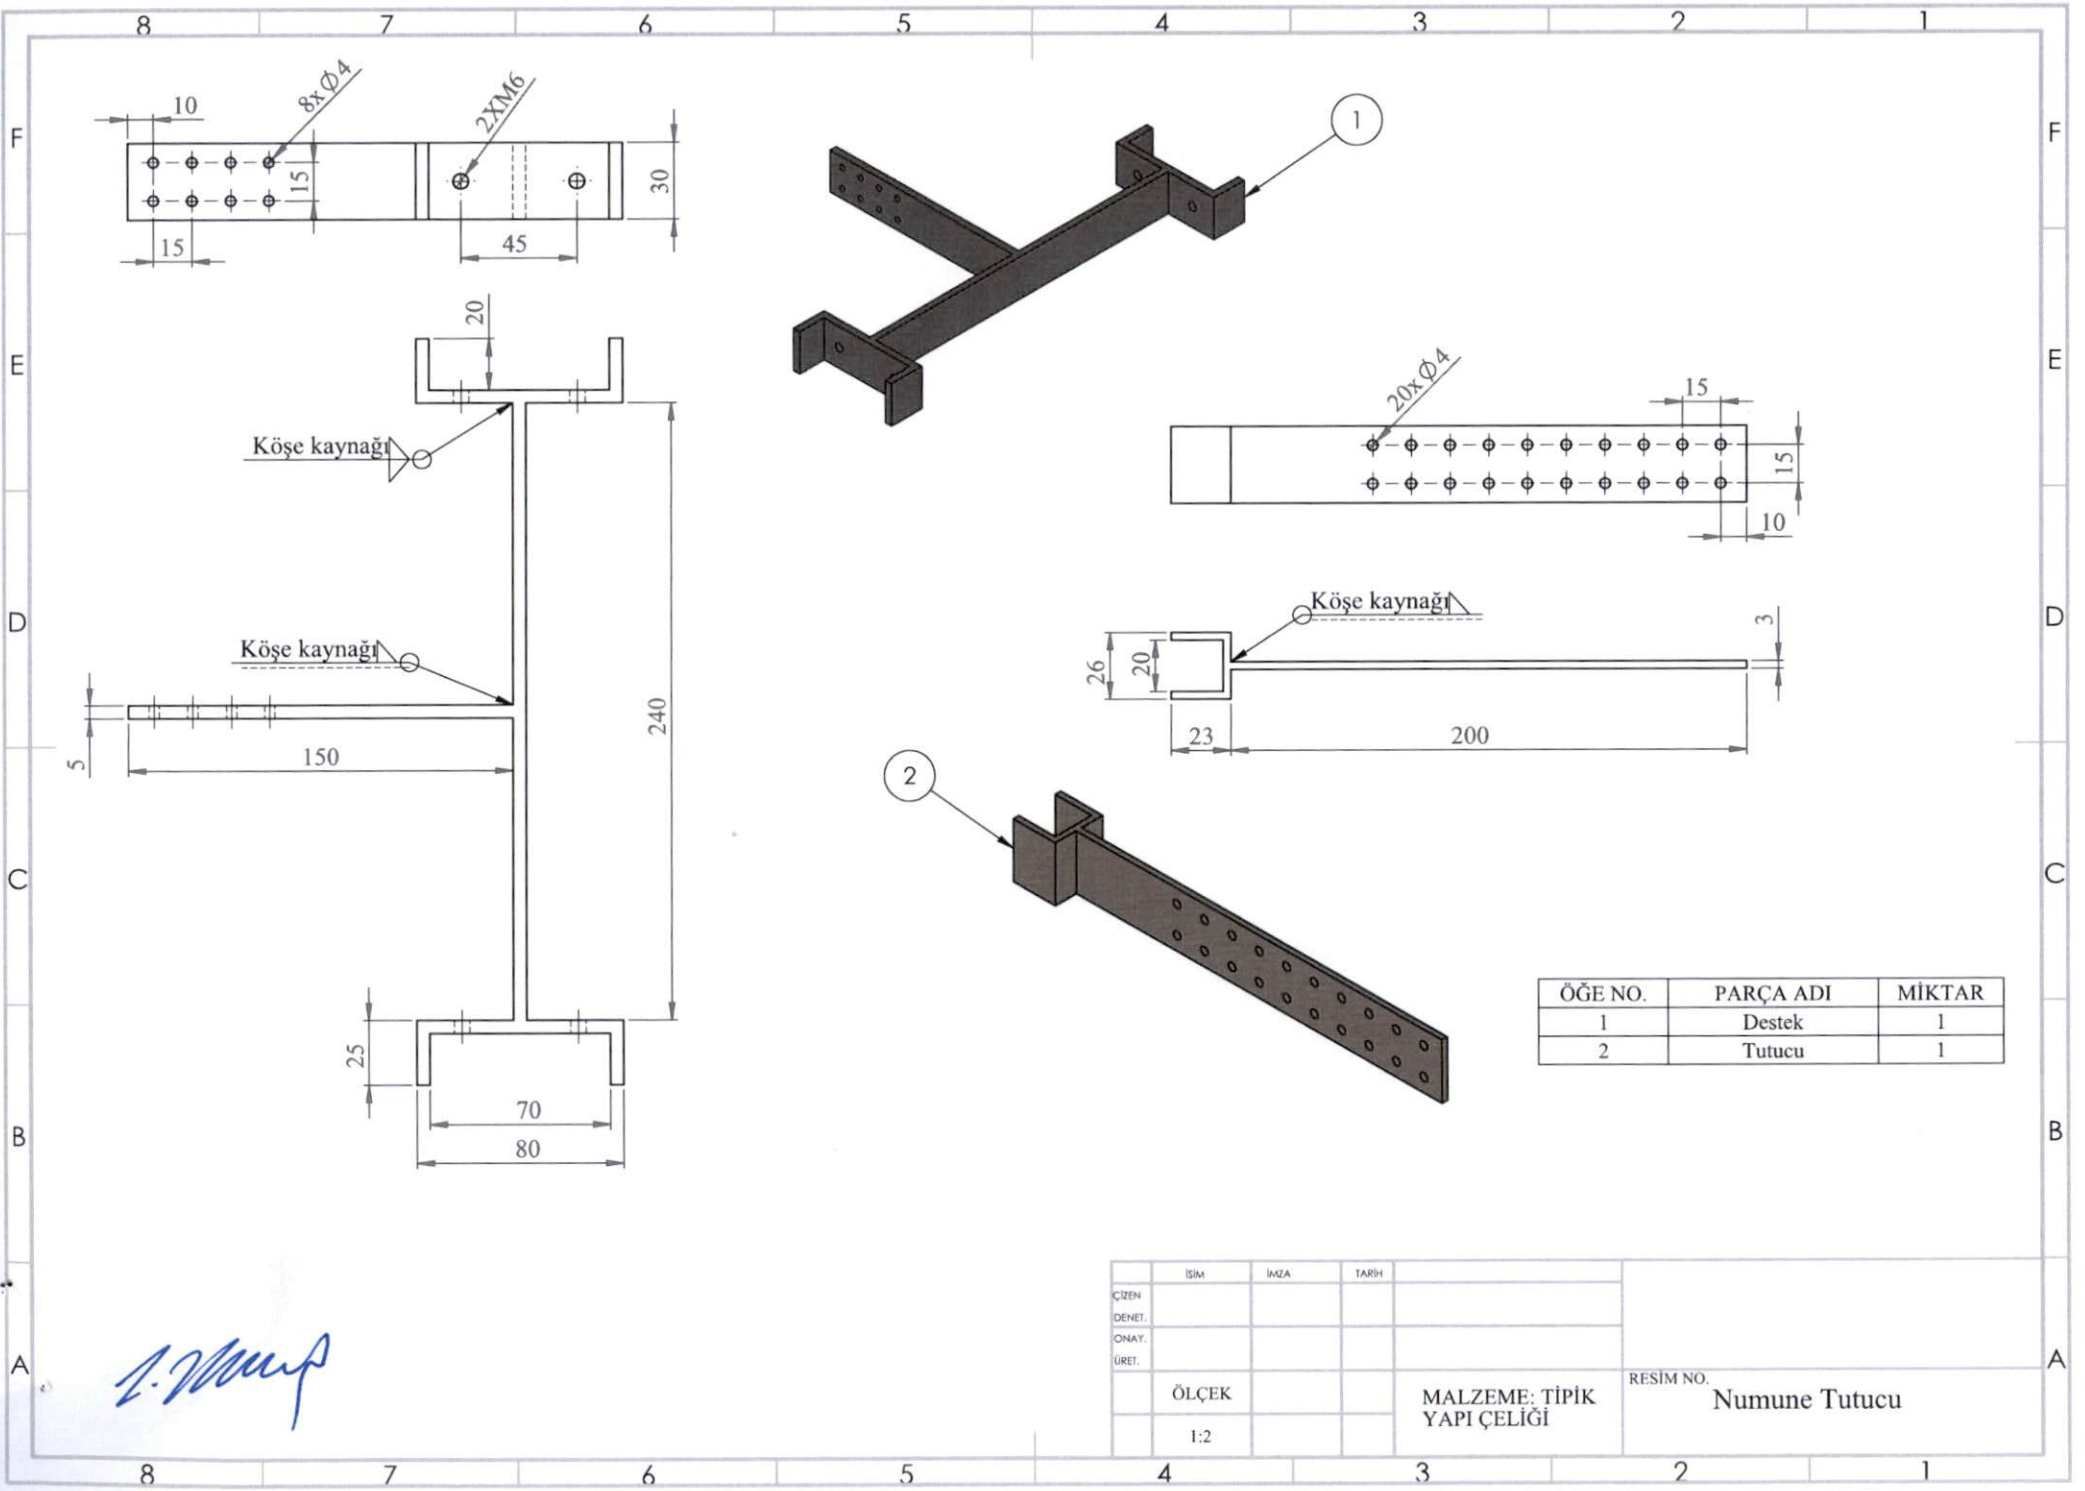 8 7 6 5 4 3 2 1
F
E
D
C
B
A
10
8xØ4
2XM6
15
30
15
45
1
20
Köşe kaynağı
Köşe kaynağı
240
5
150
25
70
80
20xØ4
15
15
10
Köşe kaynağı
3
26
20
23
200
2
ÖĞE NO. PARÇA ADI MİKTAR
1 Destek 1
2 Tutucu 1
İSİM İMZA TARİH
ÇİZEN
DENET.
ONAY.
ÜRET.
ÖLÇEK
1:2
MALZEME: TİPİK
YAPI ÇELİĞİ
RESİM NO.
Numune Tutucu
F
E
D
C
B
A
8 7 6 5 4 3 2 1